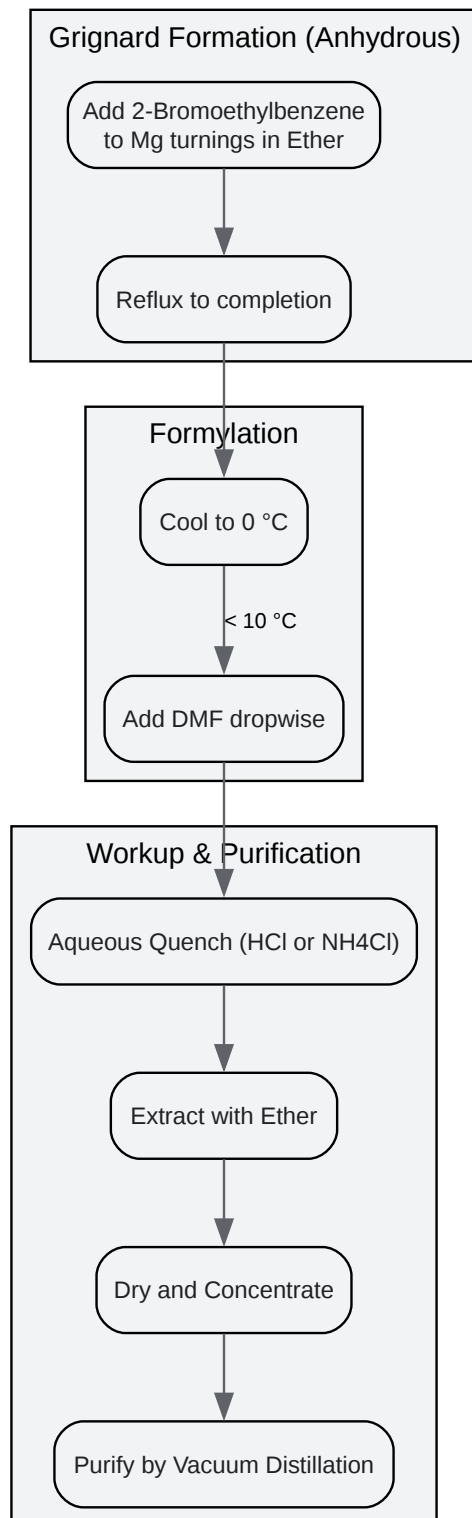 Grignard Formation (Anhydrous)
Add 2-Bromoethylbenzene
to Mg turnings in Ether
Reflux to completion
Formylation
Cool to 0 °C
< 10 °C
Add DMF dropwise
Workup & Purification
Aqueous Quench (HCl or NH4Cl)
Extract with Ether
Dry and Concentrate
Purify by Vacuum Distillation